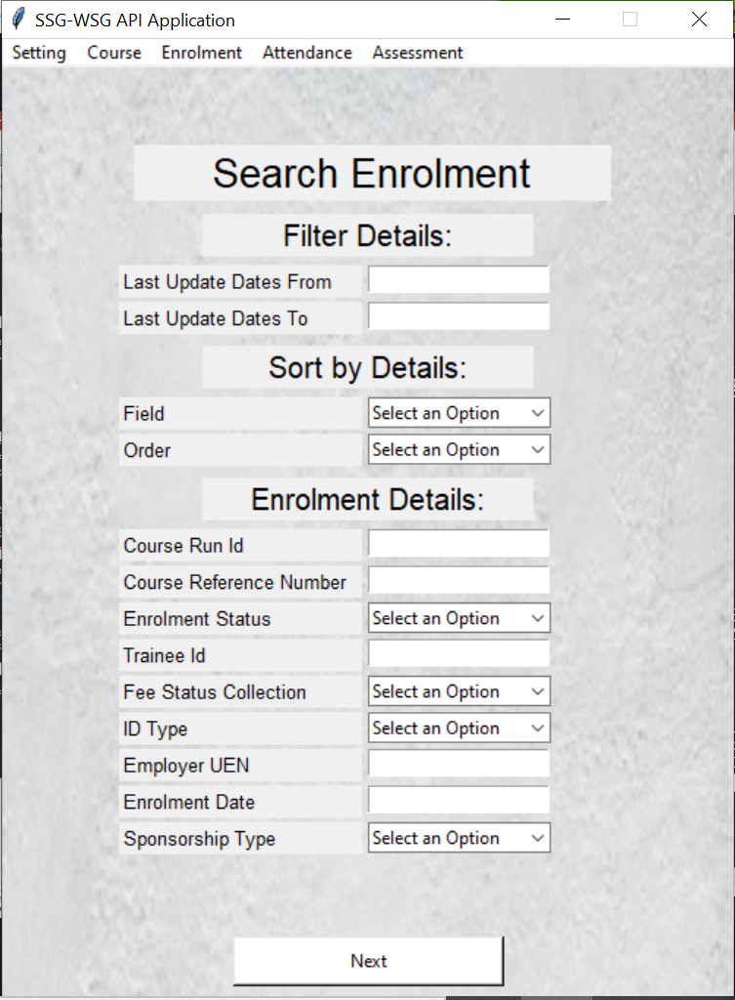 SSG-WSG API Application
Setting Course Enrolment Attendance Assessment
Search Enrolment
Filter Details:
Last Update Dates From
Last Update Dates To
Sort by Details:
Field Select an Option
Order Select an Option
Enrolment Details:
Course Run Id
Course Reference Number
Enrolment Status Select an Option
Trainee Id
Fee Status Collection Select an Option
ID Type Select an Option
Employer UEN
Enrolment Date
Sponsorship Type Select an Option
Next